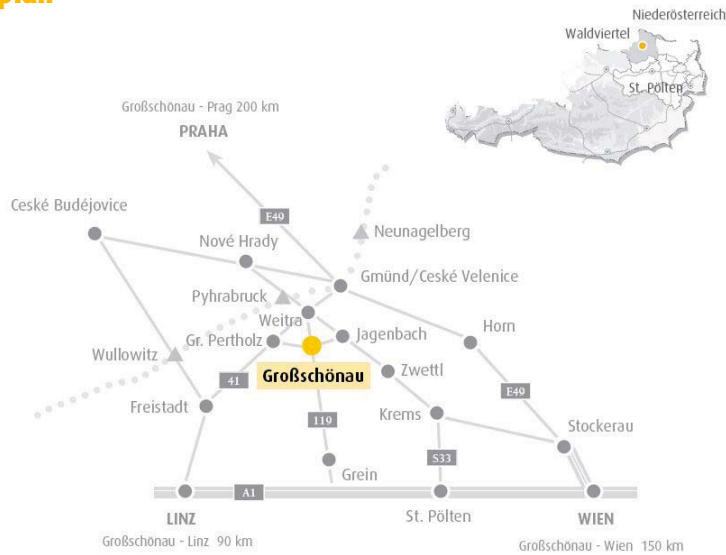 plan
Niederösterreich
Waldviertel
St. Pölten
Großschönau - Prag 200 km
PRAHA
E49
Ceské Budéjovice
Nové Hrady
Neunagelberg
Gmünd/Ceské Velenice
Pyhrabruck
Weitra
Jagenbach
Horn
Gr. Pertholz
Wullowitz
Großschönau
Zwettl
41
E49
Freistadt
119
Krems
Stockerau
S33
Grein
A1
LINZ
St. Pölten
WIEN
Großschönau - Linz 90 km
Großschönau - Wien 150 km